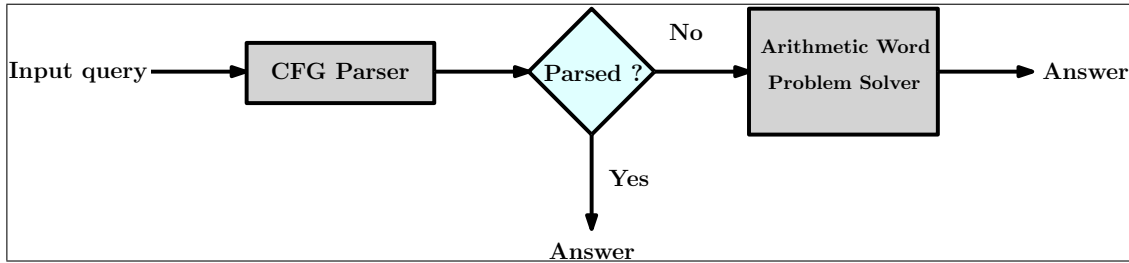 Input query
CFG Parser
Parsed ?
No
Arithmetic Word
Problem Solver
Answer
Yes
Answer